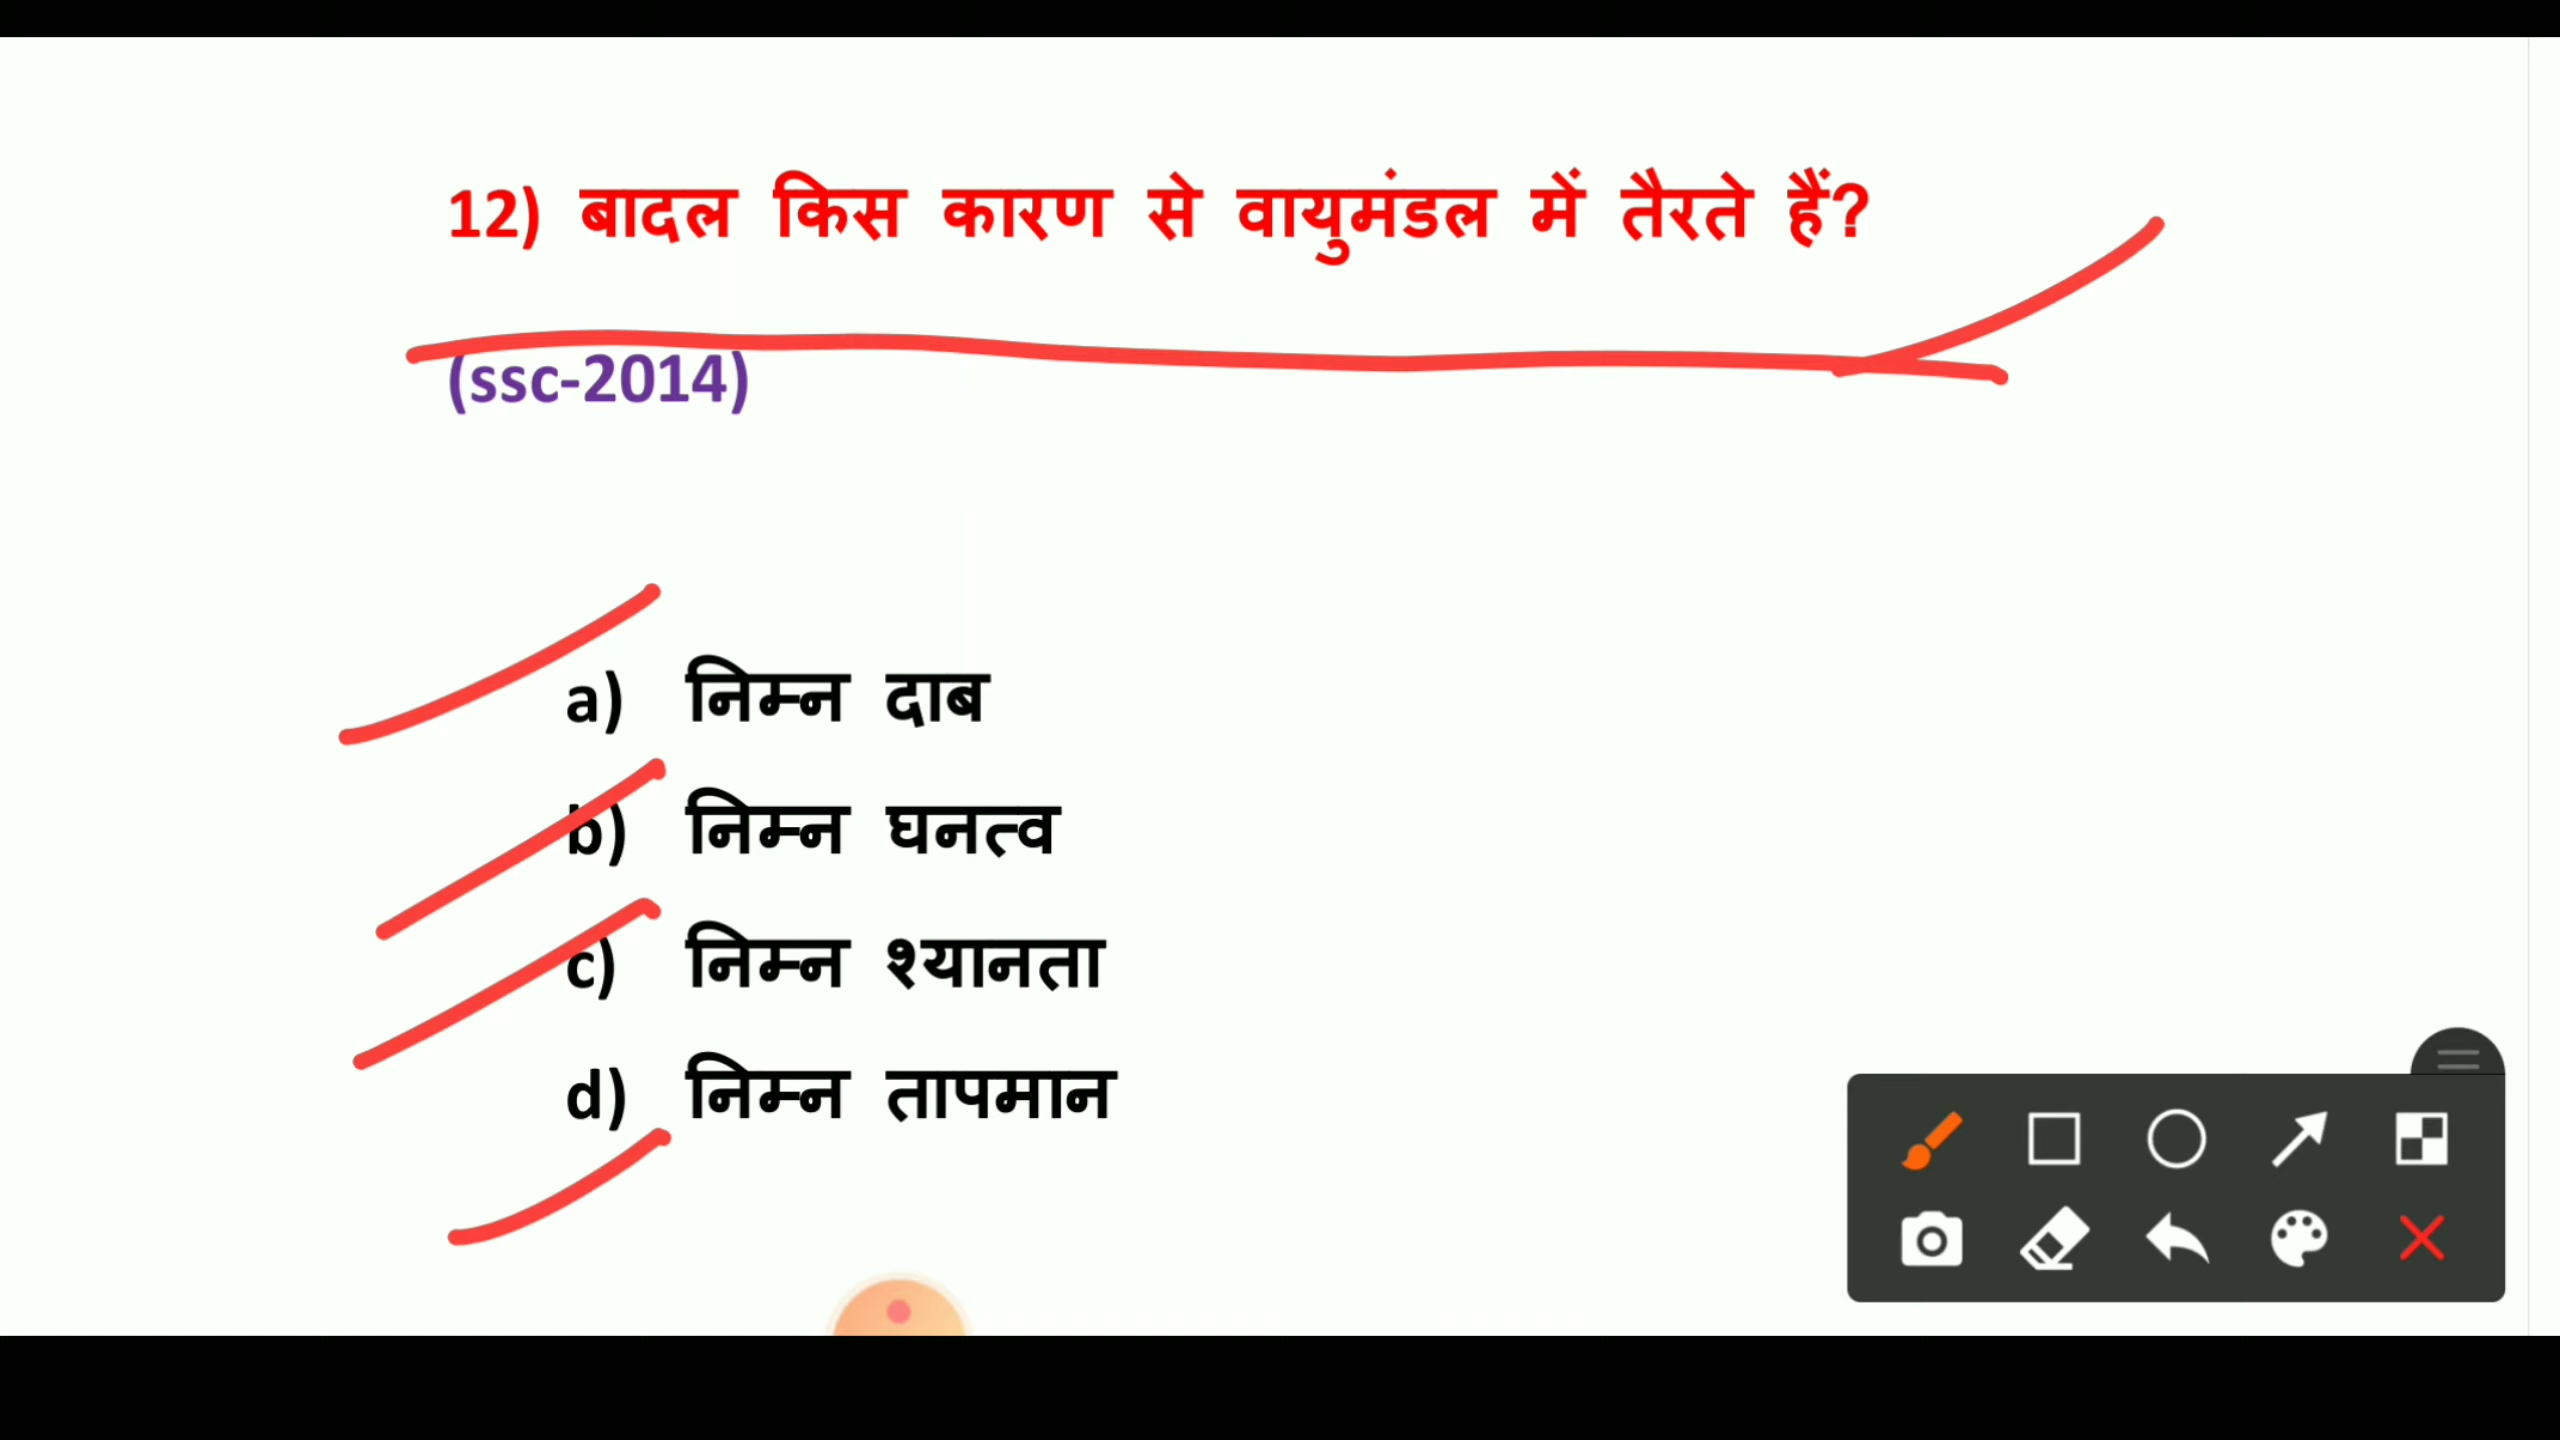 12) बादल किस कारण से वायुमंडल में तैरते हैं?
(ssc-2014)
a) निम्न दाब
b) निम्न घनत्व
c) निम्न श्यानता
d) निम्न तापमान